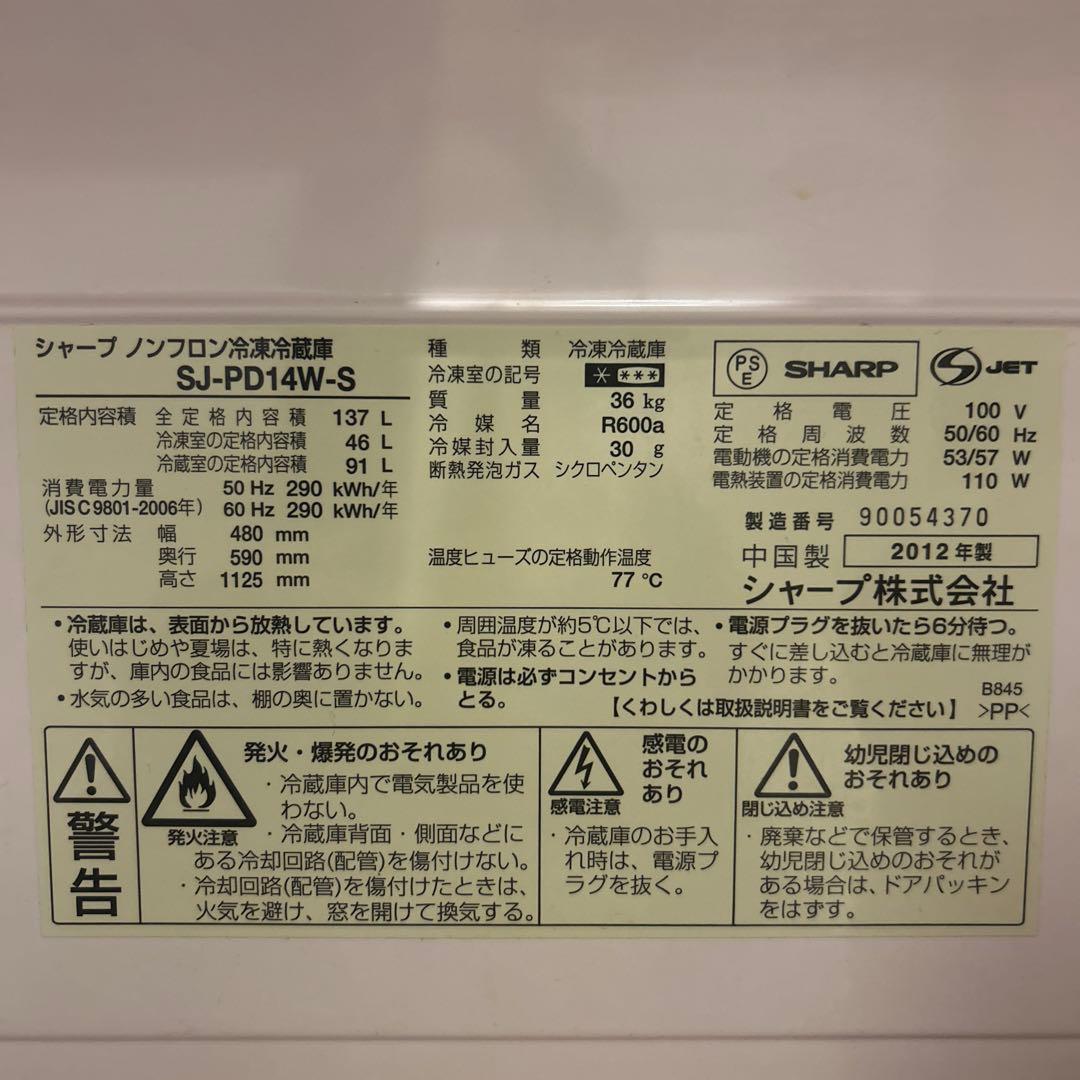 シャープ ノンフロン冷凍冷蔵庫
SJ-PD14W-S
定格内容積 全定格内容積 137 L
冷凍室の定格内容積 46 L
冷蔵室の定格内容積 91 L
消費電力量 50 Hz 290 kWh/年
(JIS C 9801-2006年) 60 Hz 290 kWh/年
外形寸法 幅 480 mm
奥行 590 mm
高さ 1125 mm
種類 冷凍冷蔵庫
冷凍室の記号 * ***
質量 36 kg
冷媒名 R600a
冷媒封入量 30 g
断熱発泡ガス シクロペンタン
温度ヒューズの定格動作温度
77 ℃
PSE SHARP JET
定格電圧 100 V
定格周波数 50/60 Hz
電動機の定格消費電力 53/57 W
電熱装置の定格消費電力 110 W
製造番号 90054370
中国製 2012年製
シャープ株式会社
・冷蔵庫は、表面から放熱しています。
使いはじめや夏場は、特に熱くなりま
すが、庫内の食品には影響ありません。
・水気の多い食品は、棚の奥に置かない。
・周囲温度が約5℃以下では、
食品が凍ることがあります。
・電源は必ずコンセントから
とる。
・電源プラグを抜いたら6分待つ。
すぐに差し込むと冷蔵庫に無理が
かかります。
B845
【くわしくは取扱説明書をご覧ください】 >PP<
警告
発火注意
発火・爆発のおそれあり
・冷蔵庫内で電気製品を使
わない。
・冷蔵庫背面・側面などに
ある冷却回路(配管)を傷付けない。
・冷却回路(配管)を傷付けたときは、
火気を避け、窓を開けて換気する。
感電注意
感電の
おそれ
あり
・冷蔵庫のお手入
れ時は、電源プ
ラグを抜く。
閉じ込め注意
幼児閉じ込めの
おそれあり
・廃棄などで保管するとき、
幼児閉じ込めのおそれが
ある場合は、ドアパッキン
をはずす。